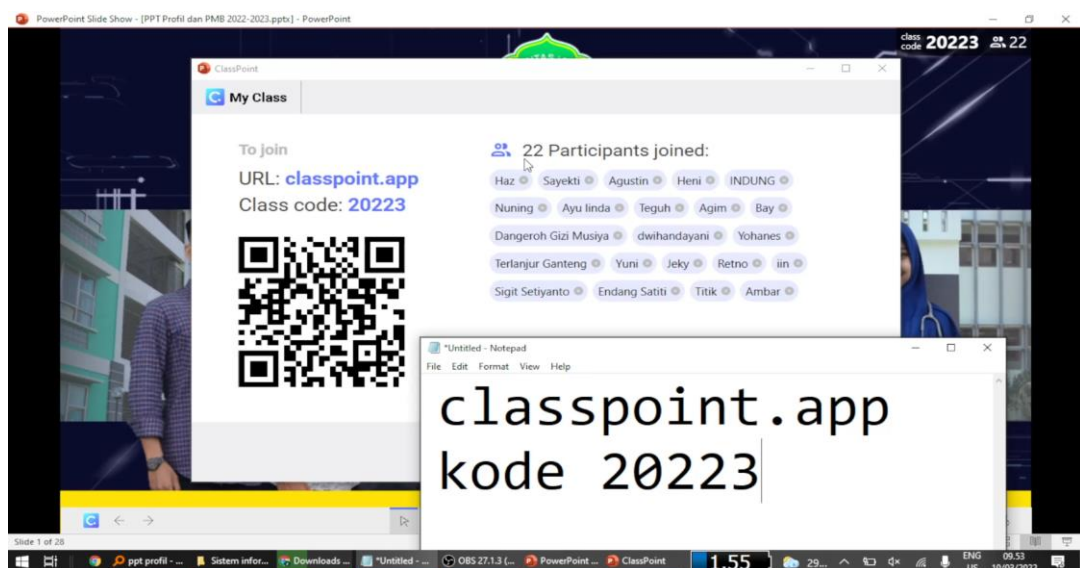 PowerPoint Slide Show - [PPT Profil dan PMB 2022-2023.pptx] - PowerPoint
class code 20223 22
ClassPoint
My Class
To join
URL: classpoint.app
Class code: 20223
22 Participants joined:
Haz Sayekti Agustin Heni INDUNG
Nuning Ayu linda Teguh Agim Bay
Dangeroh Gizi Musiya dwihandayani Yohanes
Terlanjur Ganteng Yuni Jeky Retno iin
Sigit Setiyanto Endang Satiti Titik Ambar
*Untitled - Notepad
File Edit Format View Help
classpoint.app
kode 20223
Slide 1 of 28
ppt profil - ... Sistem infor... Downloads ... *Untitled - ... OBS 27.1.3 (... PowerPoint ... ClassPoint 1.55 29... ENG 09.53
US 10/03/2022